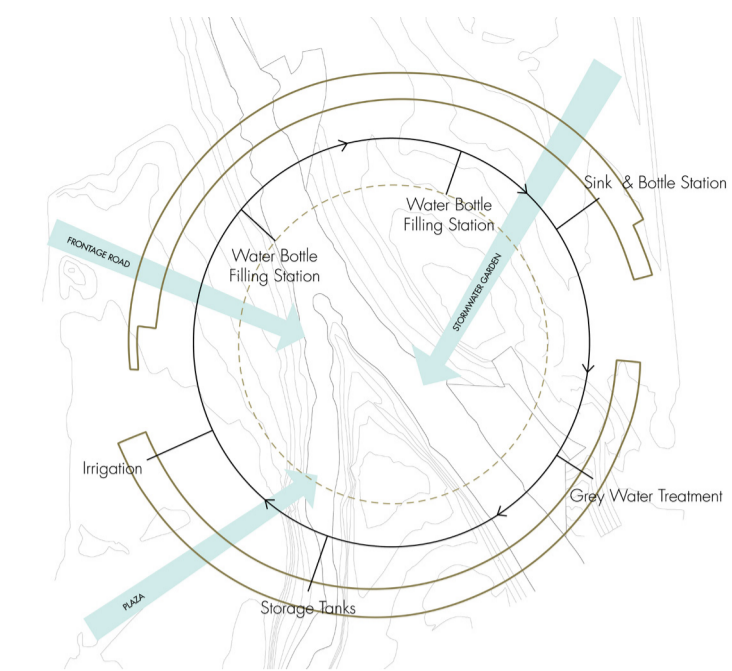 Sink & Bottle Station
Water Bottle
Filling Station
FRONTAGE ROAD
Water Bottle
Filling Station
STORMWATER GARDEN
Irrigation
Grey Water Treatment
PLAZA
Storage Tanks